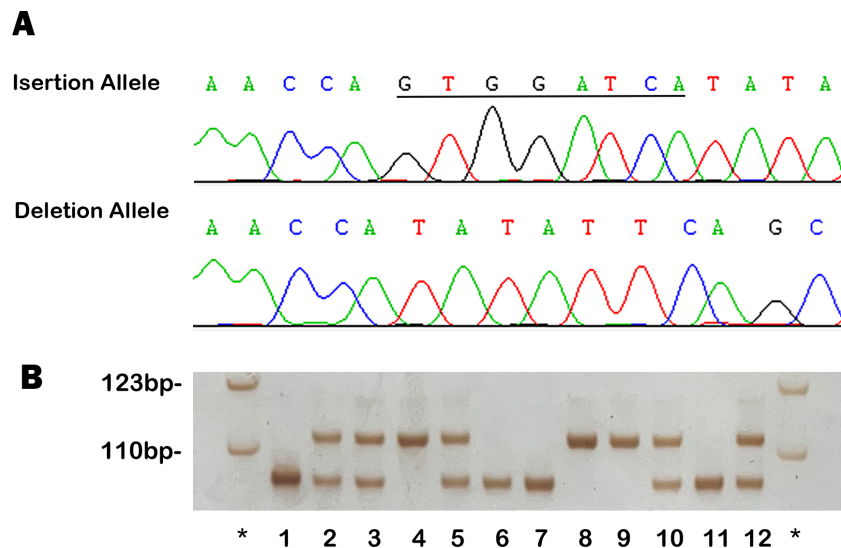 A
Isertion Allele
A A C C A G T G G A T C A T A T A
Deletion Allele
A A C C A T A T A T T C A G C
B
123bp-
110bp-
* 1 2 3 4 5 6 7 8 9 10 11 12 *